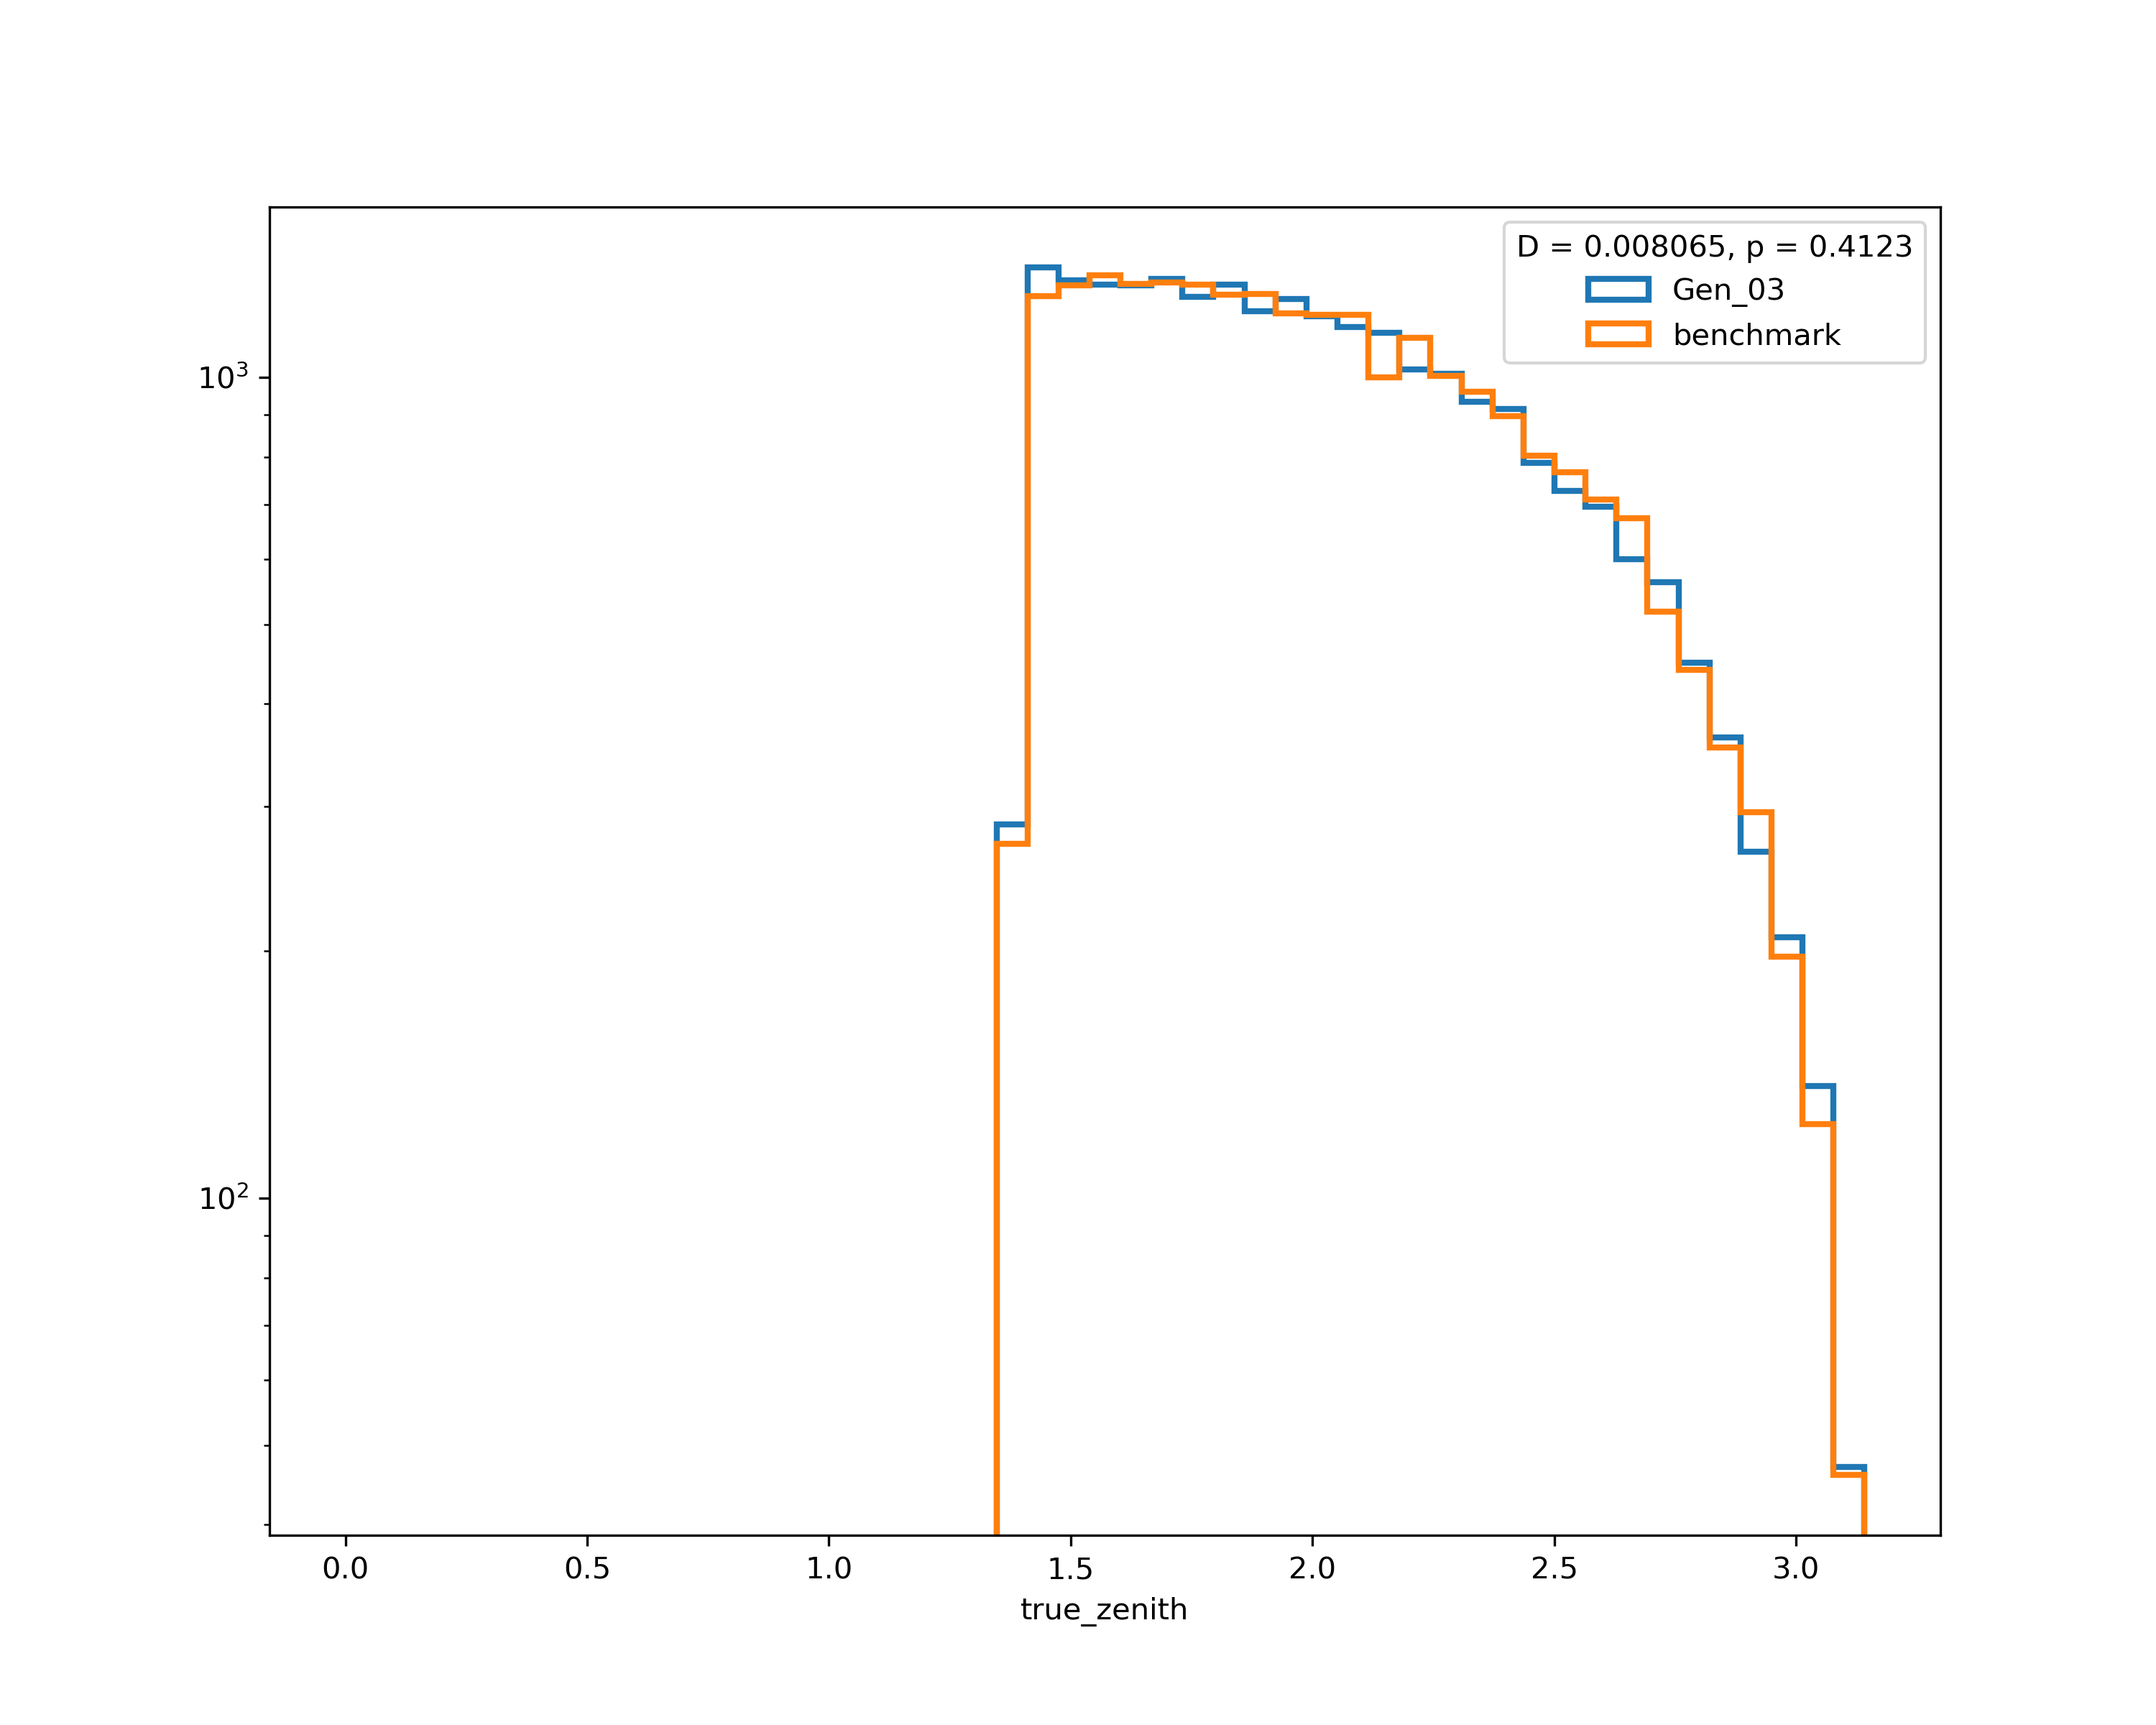 D = 0.008065, p = 0.4123
Gen_03
benchmark
10³
10²
0.0 0.5 1.0 1.5 2.0 2.5 3.0
true_zenith